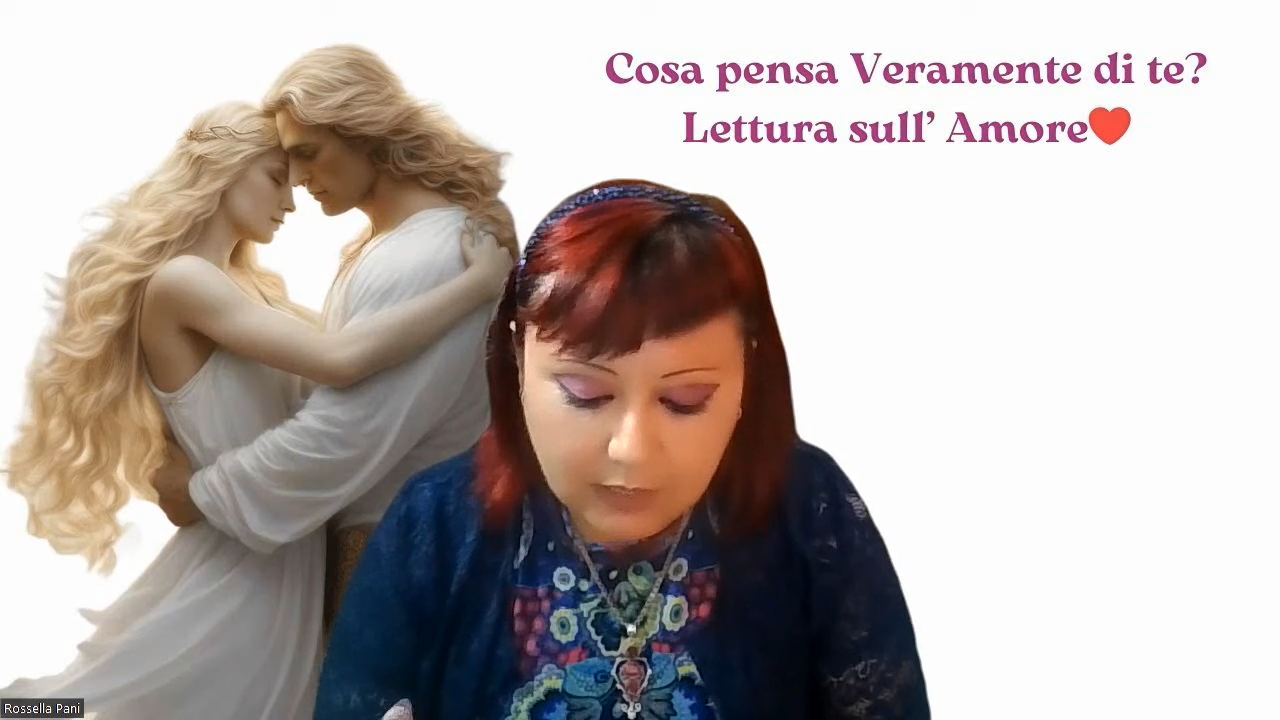 Cosa pensa Veramente di te?
Lettura sull' Amore❤️
Rossella Pani